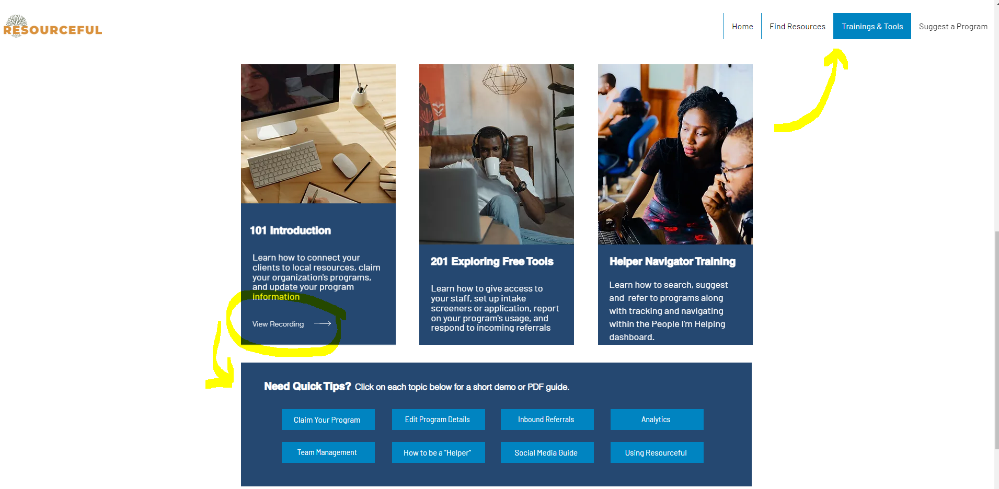 RESOURCEFUL
Home
Find Resources
Trainings & Tools
Suggest a Program
101 Introduction
Learn how to connect your
clients to local resources, claim
your organization's programs,
and update your program
information
View Recording
201 Exploring Free Tools
Learn how to give access to
your staff, set up intake
screeners or application, report
on your program's usage, and
respond to incoming referrals
Helper Navigator Training
Learn how to search, suggest
and refer to programs along
with tracking and navigating
within the People I'm Helping
dashboard.
Need Quick Tips? Click on each topic below for a short demo or PDF guide.
Claim Your Program
Edit Program Details
Inbound Referrals
Analytics
Team Management
How to be a "Helper"
Social Media Guide
Using Resourceful